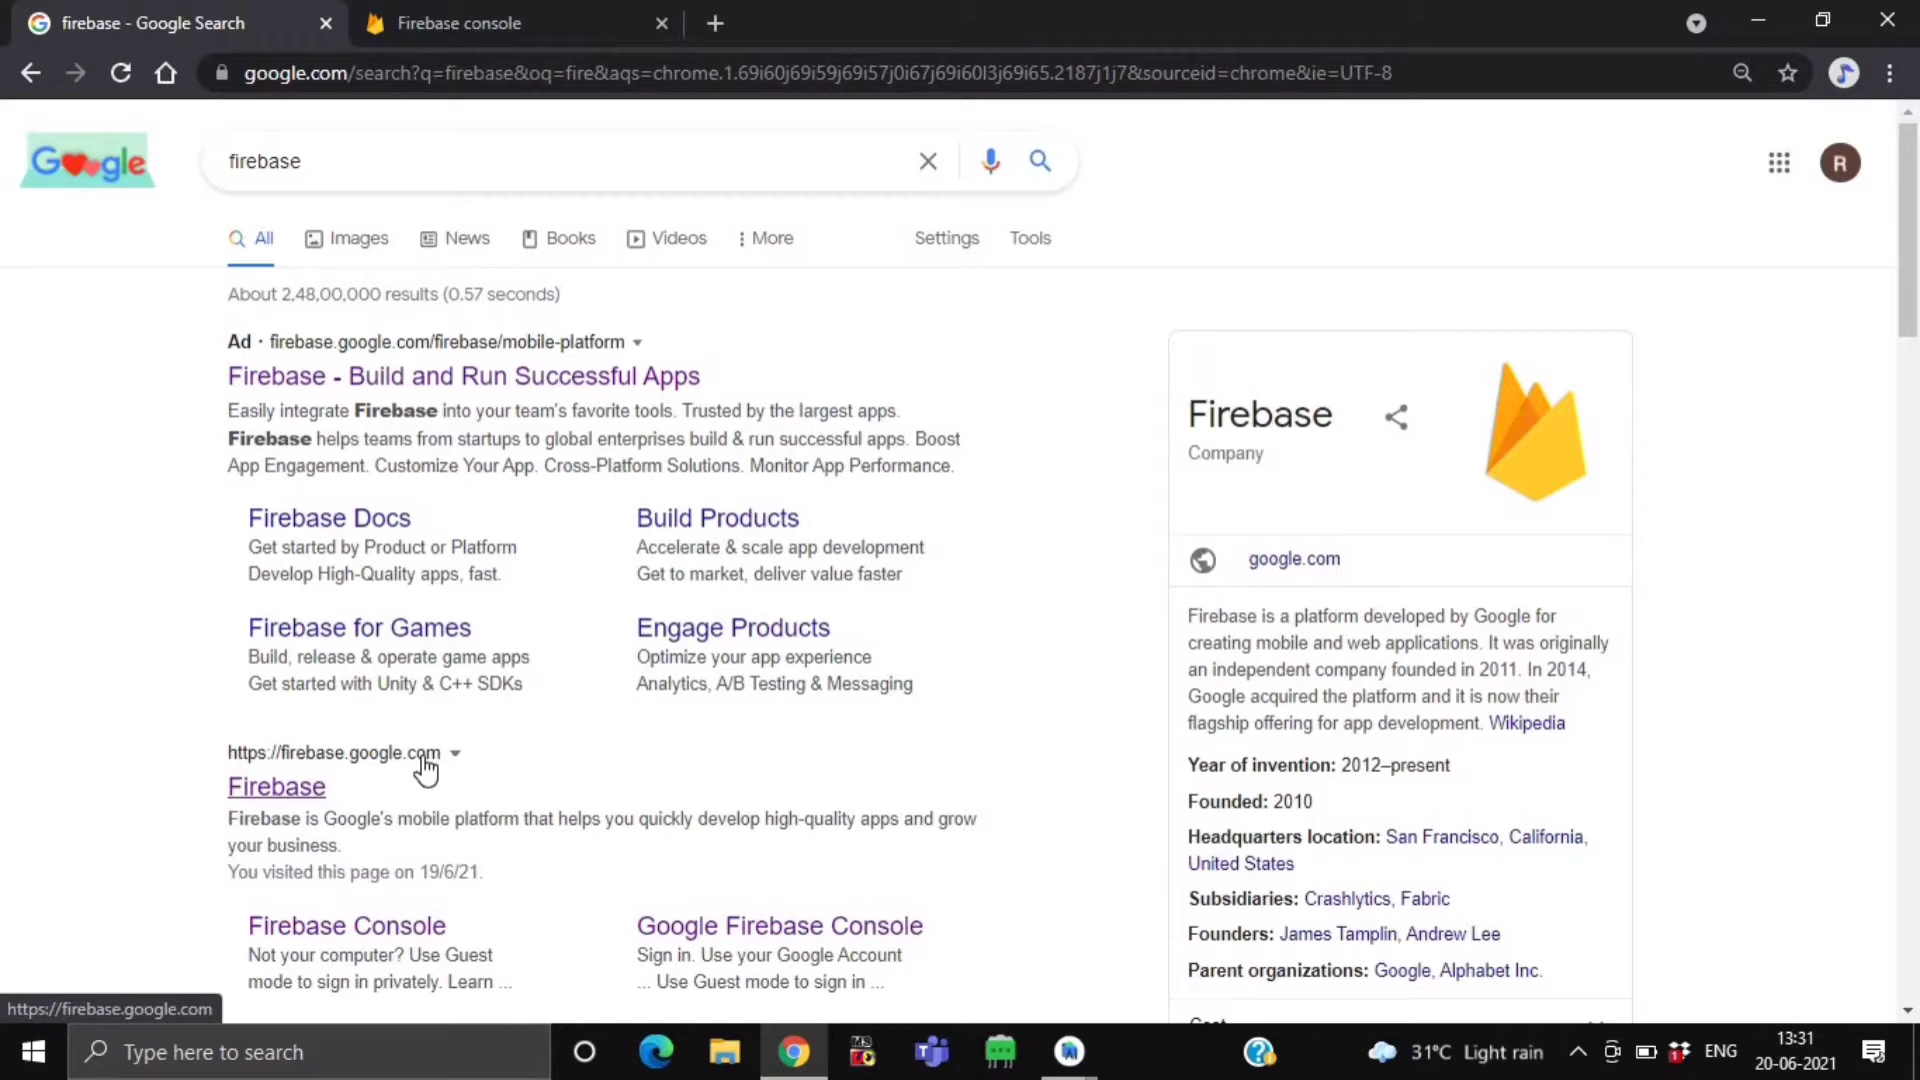 firebase - Google Search
Firebase console
google.com/search?q=firebase&oq=fire&aqs=chrome.1.69i60j69i59j69i57j0i67j69i60l3j69i65.2187j1j7&sourceid=chrome&ie=UTF-8
Google
firebase
R
All
Images
News
Books
Videos
More
Settings
Tools
About 2,48,00,000 results (0.57 seconds)
Ad · firebase.google.com/firebase/mobile-platform
Firebase - Build and Run Successful Apps
Easily integrate Firebase into your team's favorite tools. Trusted by the largest apps.
Firebase helps teams from startups to global enterprises build & run successful apps. Boost
App Engagement. Customize Your App. Cross-Platform Solutions. Monitor App Performance.
Firebase Docs
Get started by Product or Platform
Develop High-Quality apps, fast.
Build Products
Accelerate & scale app development
Get to market, deliver value faster
Firebase for Games
Build, release & operate game apps
Get started with Unity & C++ SDKs
Engage Products
Optimize your app experience
Analytics, A/B Testing & Messaging
https://firebase.google.com
Firebase
Firebase is Google's mobile platform that helps you quickly develop high-quality apps and grow
your business.
You visited this page on 19/6/21.
Firebase Console
Not your computer? Use Guest
mode to sign in privately. Learn ...
Google Firebase Console
Sign in. Use your Google Account
... Use Guest mode to sign in ...
Firebase
Company
google.com
Firebase is a platform developed by Google for
creating mobile and web applications. It was originally
an independent company founded in 2011. In 2014,
Google acquired the platform and it is now their
flagship offering for app development. Wikipedia
Year of invention: 2012–present
Founded: 2010
Headquarters location: San Francisco, California,
United States
Subsidiaries: Crashlytics, Fabric
Founders: James Tamplin, Andrew Lee
Parent organizations: Google, Alphabet Inc.
https://firebase.google.com
Type here to search
31°C Light rain
ENG
13:31
20-06-2021